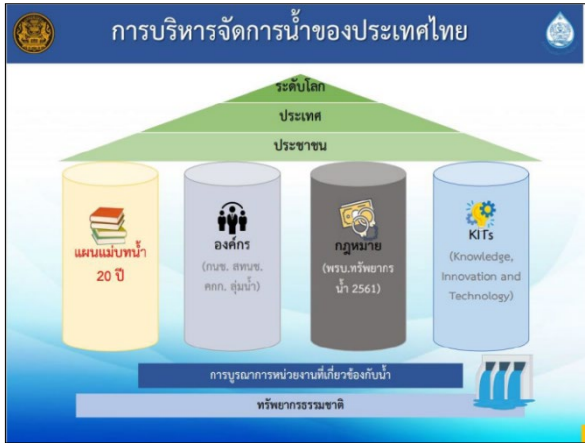 การบริหารจัดการน้ำของประเทศไทย
ระดับโลก
ประเทศ
ประชาชน
แผนแม่บทน้ำ
20 ปี
องค์กร
(กนช. สทนช.
คกก. ลุ่มน้ำ)
กฎหมาย
(พรบ.ทรัพยากร
น้ำ 2561)
KITs
(Knowledge,
Innovation and
Technology)
การบูรณาการหน่วยงานที่เกี่ยวข้องกับน้ำ
ทรัพยากรธรรมชาติ